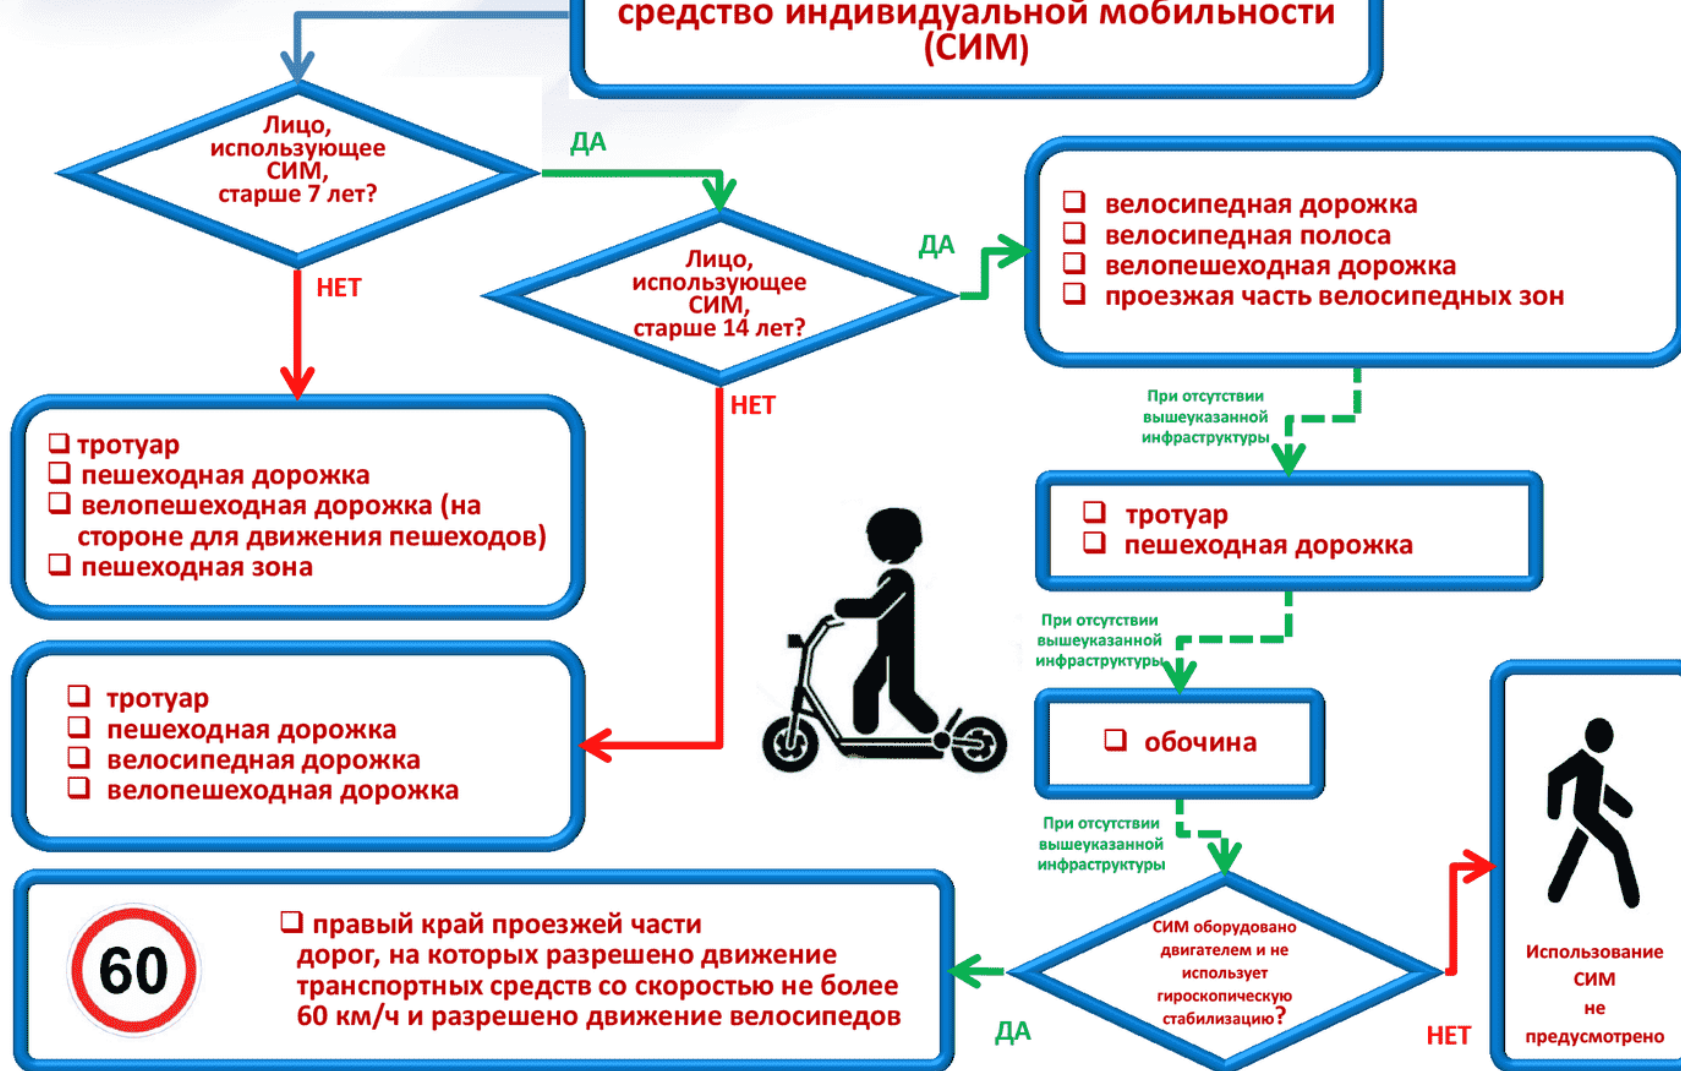 средство индивидуальной мобильности
(СИМ)
Лицо,
использующее
СИМ,
старше 7 лет?
ДА
НЕТ
Лицо,
использующее
СИМ,
старше 14 лет?
ДА
НЕТ
велосипедная дорожка
велосипедная полоса
велопешеходная дорожка
проезжая часть велосипедных зон
При отсутствии
вышеуказанной
инфраструктуры
тротуар
пешеходная дорожка
велопешеходная дорожка (на
стороне для движения пешеходов)
пешеходная зона
тротуар
пешеходная дорожка
При отсутствии
вышеуказанной
инфраструктуры
тротуар
пешеходная дорожка
велосипедная дорожка
велопешеходная дорожка
обочина
При отсутствии
вышеуказанной
инфраструктуры
60
правый край проезжей части
дорог, на которых разрешено движение
транспортных средств со скоростью не более
60 км/ч и разрешено движение велосипедов
СИМ оборудовано
двигателем и не
использует
гироскопическую
стабилизацию?
ДА
НЕТ
Использование
СИМ
не
предусмотрено